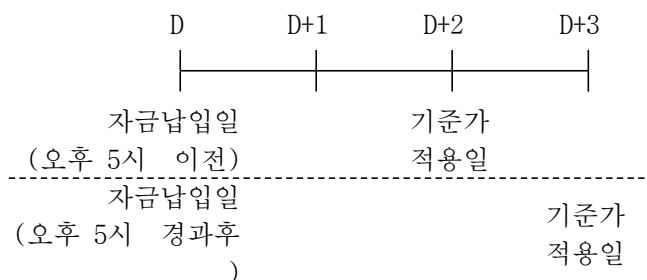 D D+1 D+2 D+3
자금납입일 기준가
(오후 5시 이전) 적용일
자금납입일
(오후 5시 경과후
)
기준가
적용일